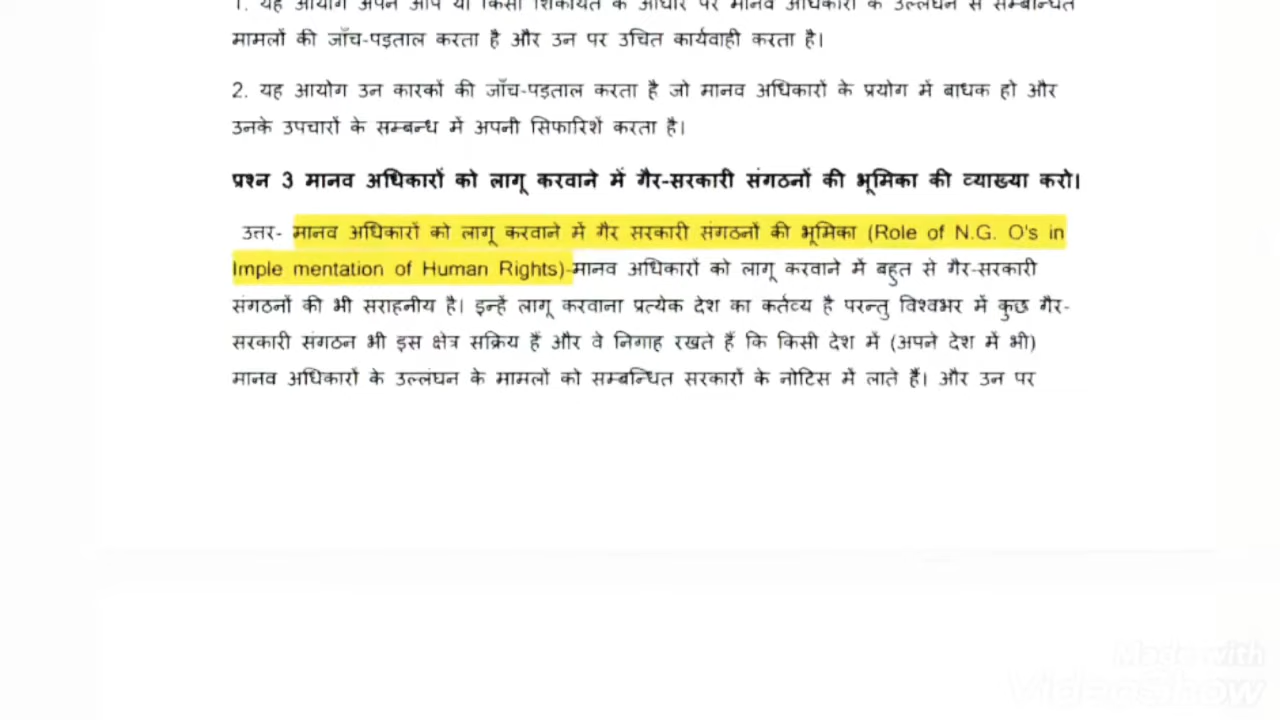 1. यह आयोग अपने आप या किसी शिकायत के आधार पर मानव अधिकारों के उल्लंघन से सम्बन्धित
मामलों की जाँच-पड़ताल करता है और उन पर उचित कार्यवाही करता है।
2. यह आयोग उन कारकों की जाँच-पड़ताल करता है जो मानव अधिकारों के प्रयोग में बाधक हो और
उनके उपचारों के सम्बन्ध में अपनी सिफारिशें करता है।
प्रश्न 3 मानव अधिकारों को लागू करवाने में गैर-सरकारी संगठनों की भूमिका की व्याख्या करो।
उत्तर- मानव अधिकारों को लागू करवाने में गैर सरकारी संगठनों की भूमिका (Role of N.G. O's in
Imple mentation of Human Rights)-मानव अधिकारों को लागू करवाने में बहुत से गैर-सरकारी
संगठनों की भी सराहनीय है। इन्हें लागू करवाना प्रत्येक देश का कर्तव्य है परन्तु विश्वभर में कुछ गैर-
सरकारी संगठन भी इस क्षेत्र सक्रिय हैं और वे निगाह रखते हैं कि किसी देश में (अपने देश में भी)
मानव अधिकारों के उल्लंघन के मामलों को सम्बन्धित सरकारों के नोटिस में लाते हैं। और उन पर
Made with
VideoShow